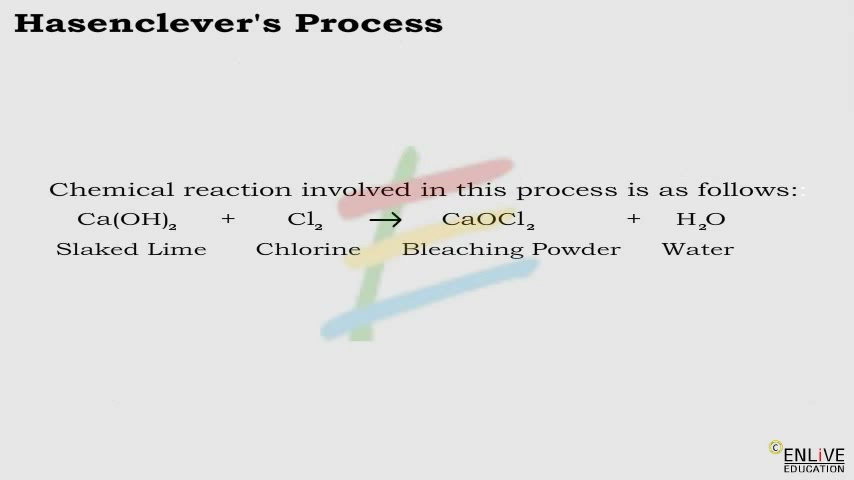 Hasenclever's Process
Chemical reaction involved in this process is as follows:
Ca(OH)₂ + Cl₂ → CaOCl₂ + H₂O
Slaked Lime Chlorine Bleaching Powder Water
© ENLiVE
EDUCATION